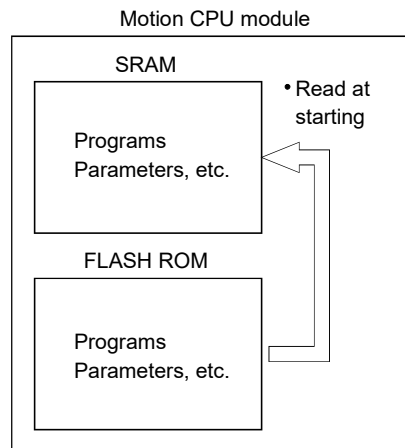 Motion CPU module
SRAM
• Read at
starting
Programs
Parameters, etc.
FLASH ROM
Programs
Parameters, etc.